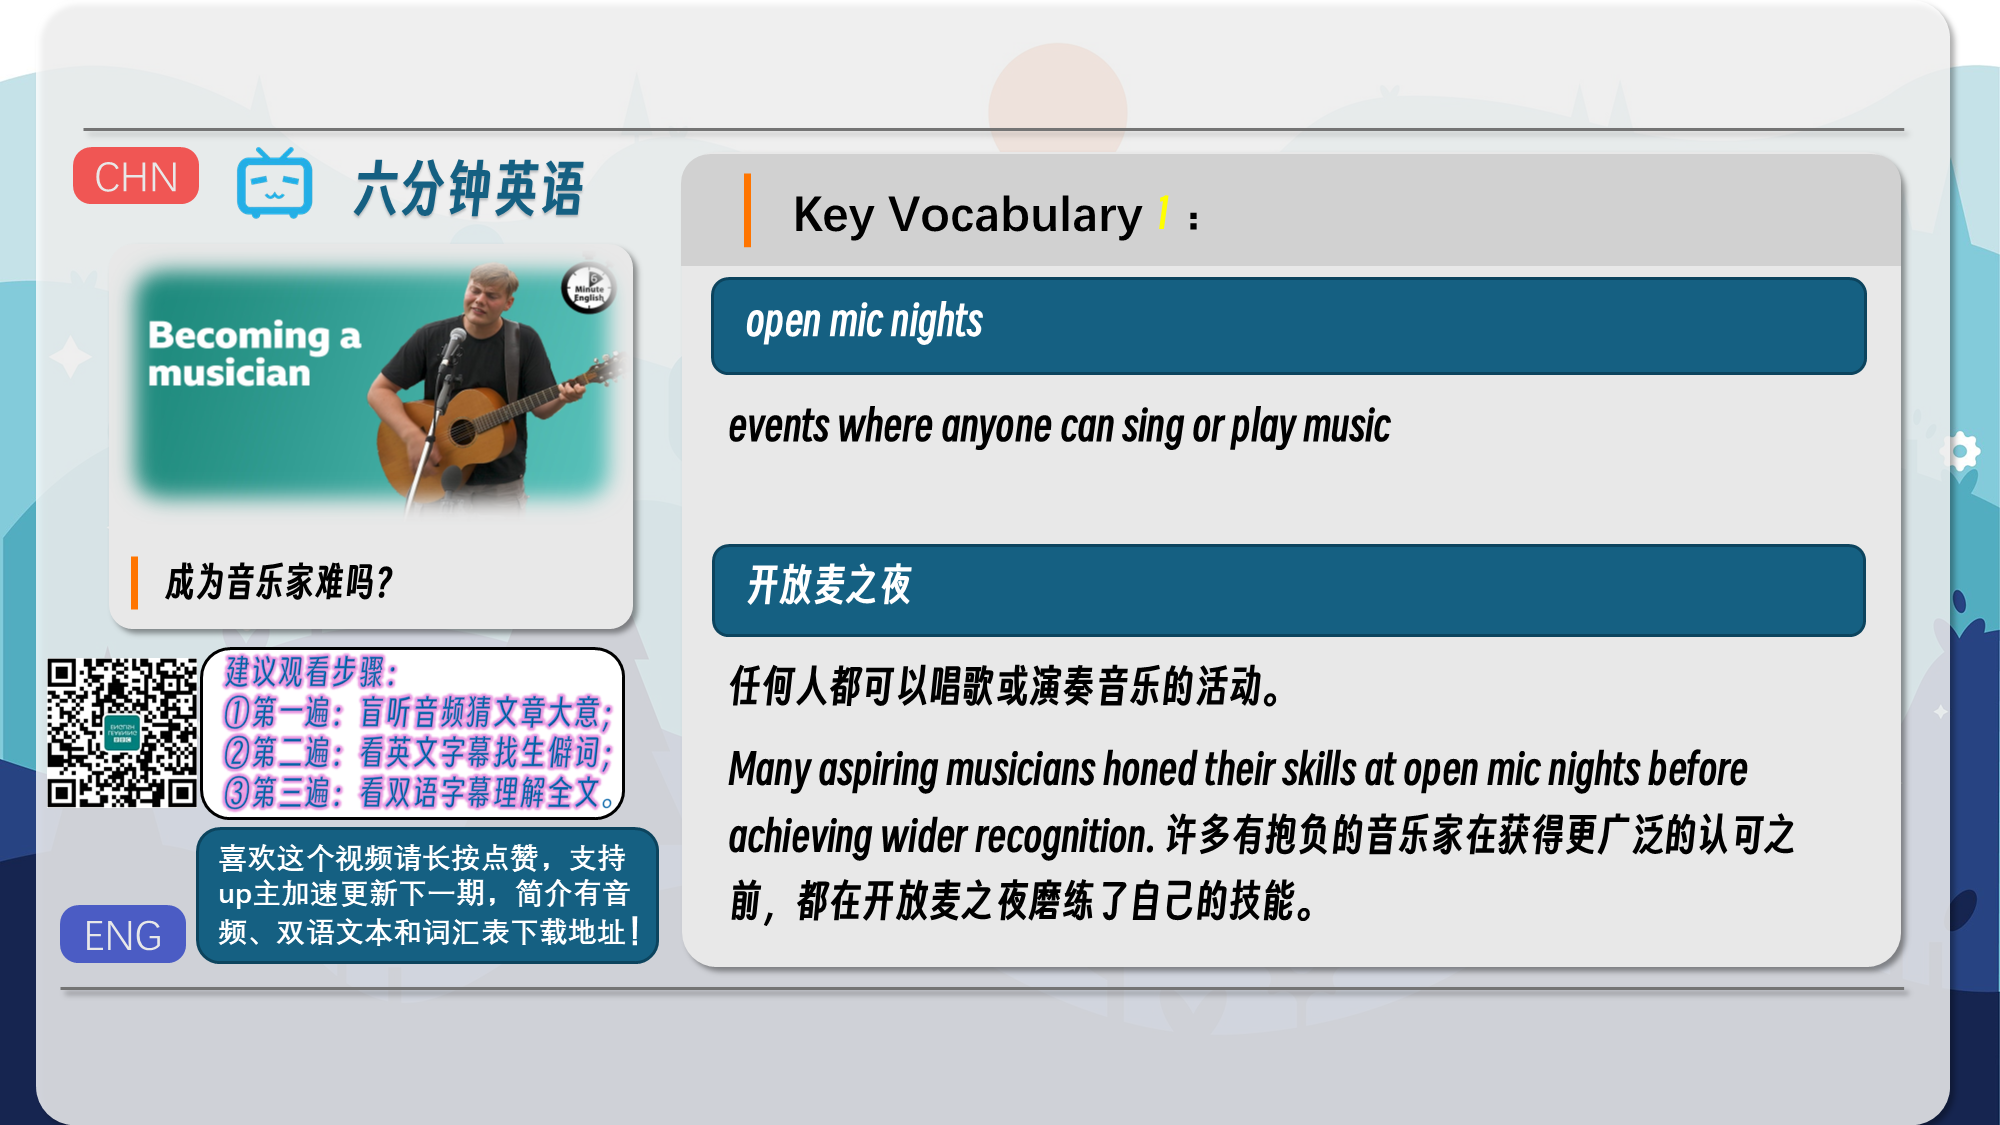 CHN
六分钟英语
Becoming a
musician
6
Minute
English
成为音乐家难吗？
建议观看步骤：
①第一遍：盲听音频猜文章大意；
②第二遍：看英文字幕找生僻词；
③第三遍：看双语字幕理解全文。
喜欢这个视频请长按点赞，支持
up主加速更新下一期，简介有音
频、双语文本和词汇表下载地址！
ENG
Key Vocabulary 1：
open mic nights
events where anyone can sing or play music
开放麦之夜
任何人都可以唱歌或演奏音乐的活动。
Many aspiring musicians honed their skills at open mic nights before
achieving wider recognition. 许多有抱负的音乐家在获得更广泛的认可之
前，都在开放麦之夜磨练了自己的技能。